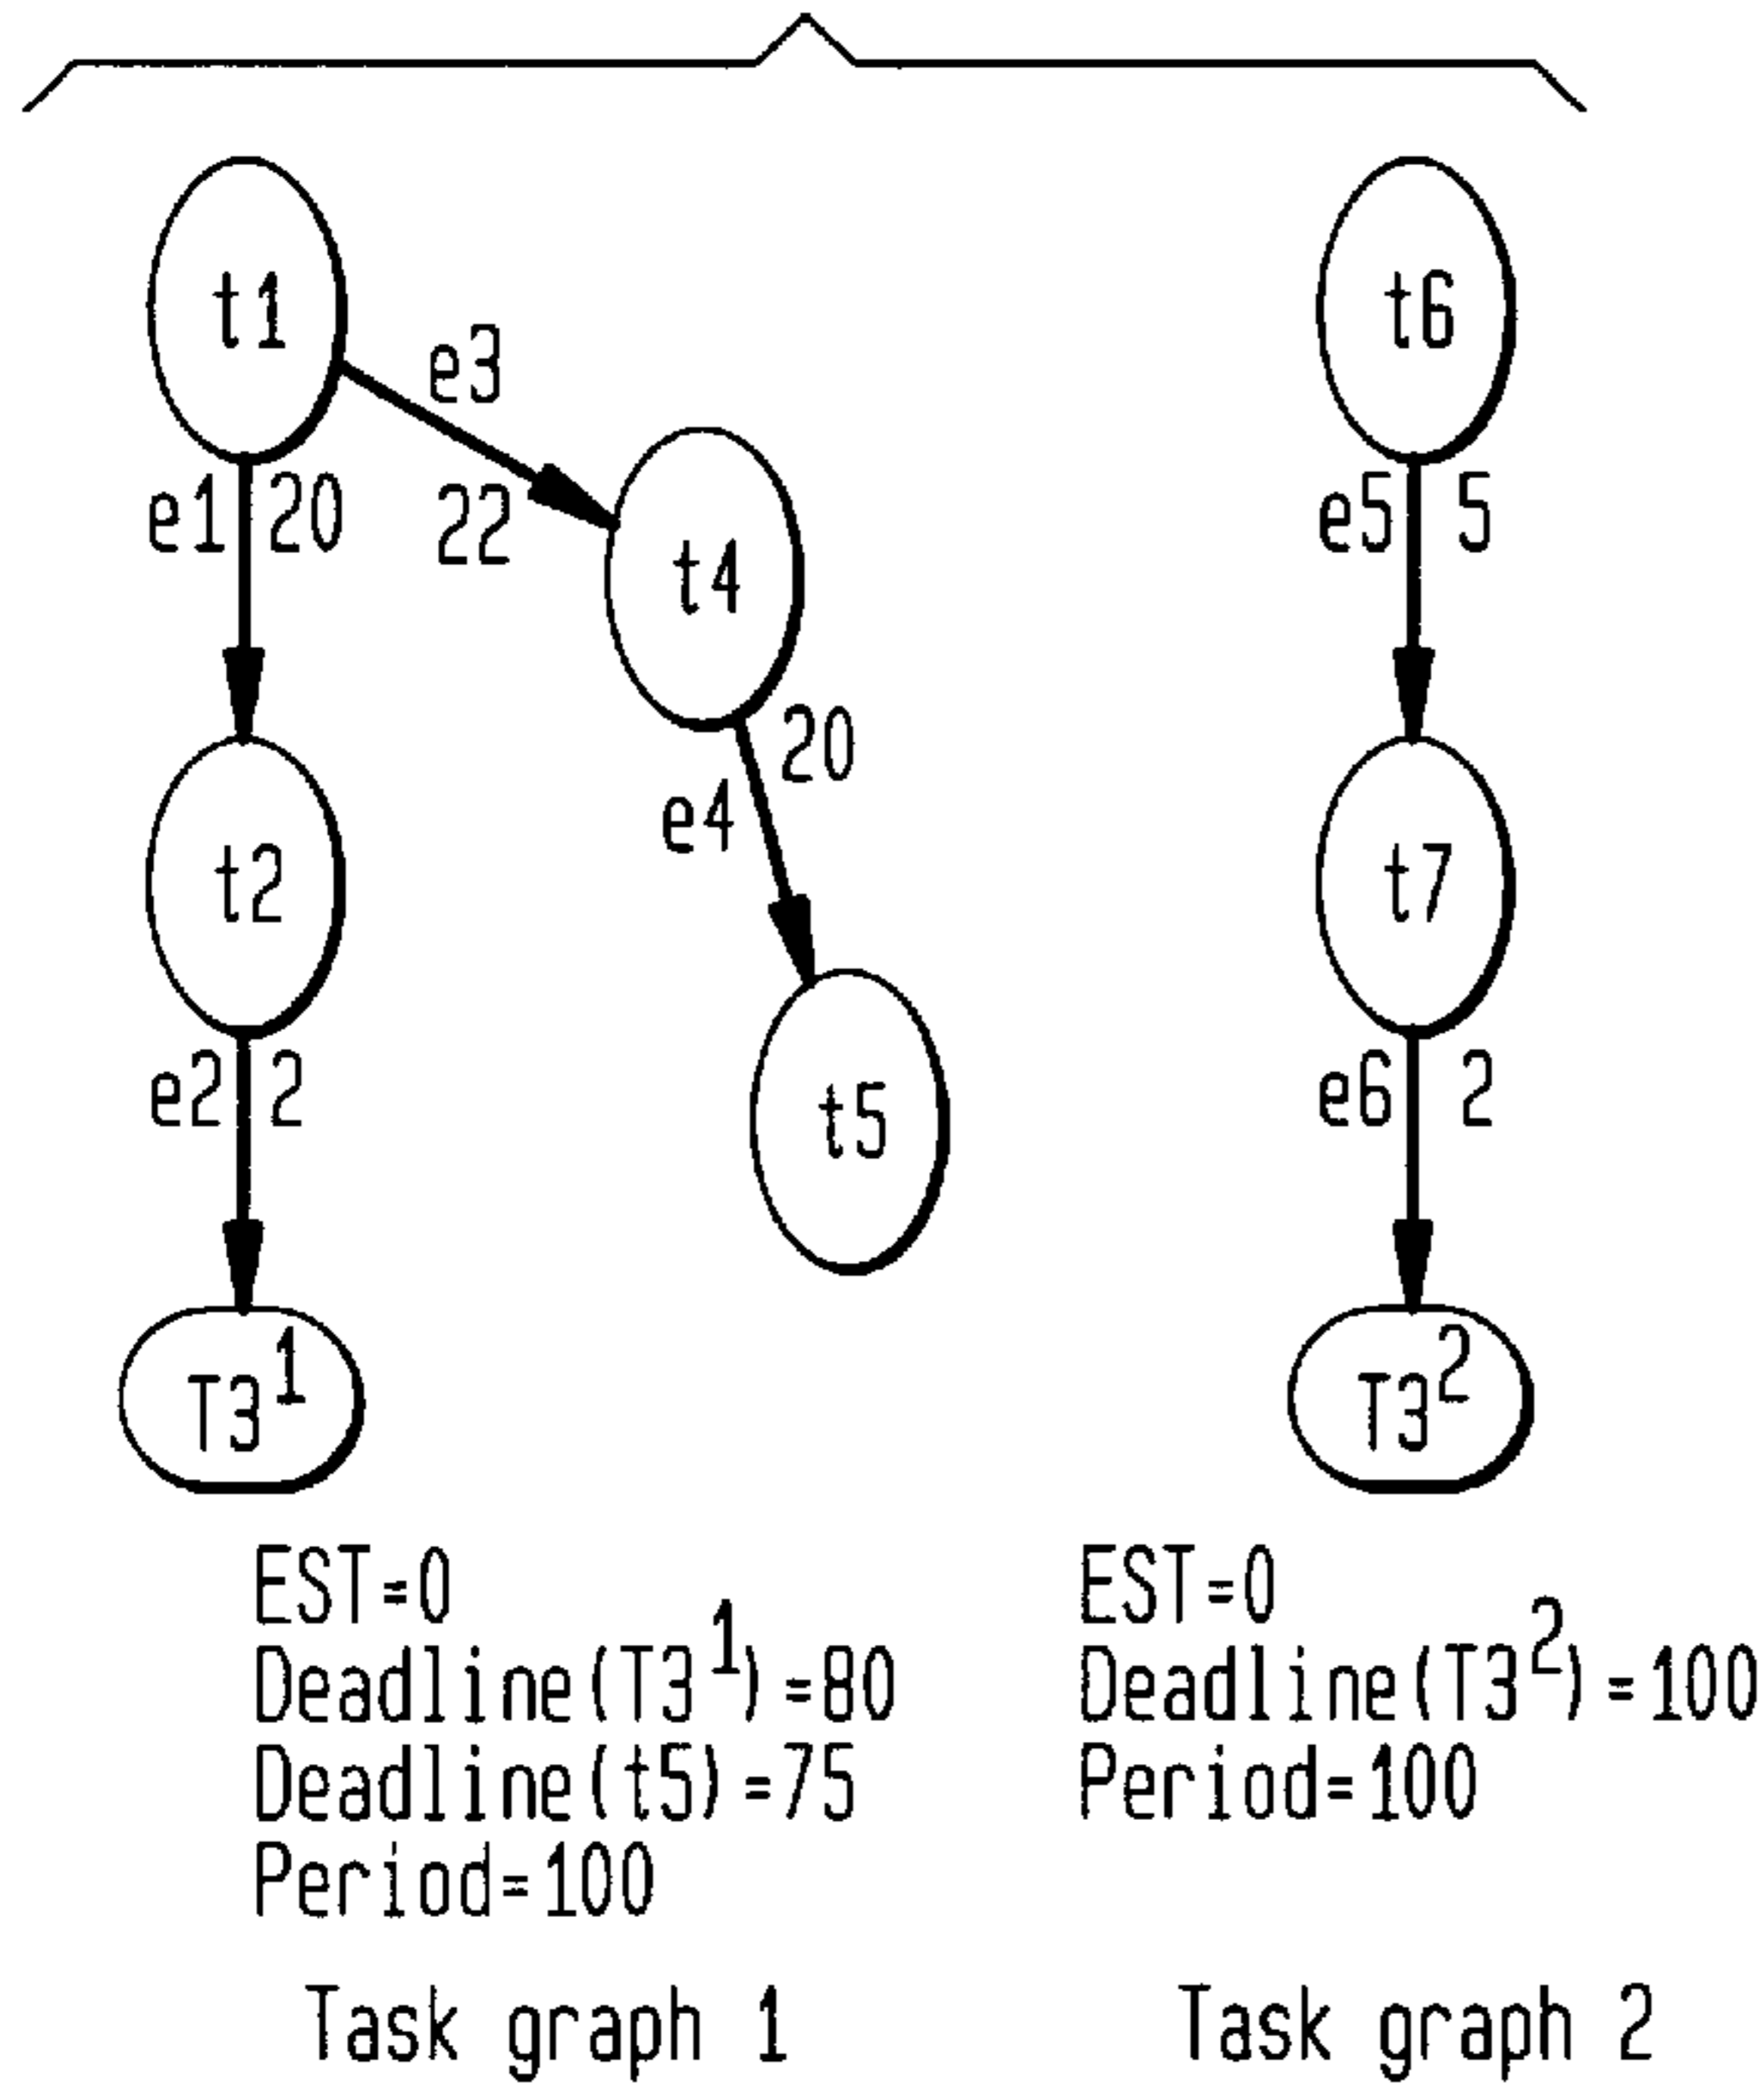 t1
t6
e3
e1 20
22
e5 5
t4
20
e4
t2
t7
e2 2
e6 2
t5
T3¹
T3²
EST=0
Deadline(T3¹)=80
Deadline(t5)=75
Period=100
EST=0
Deadline(T3²)=100
Period=100
Task graph 1
Task graph 2